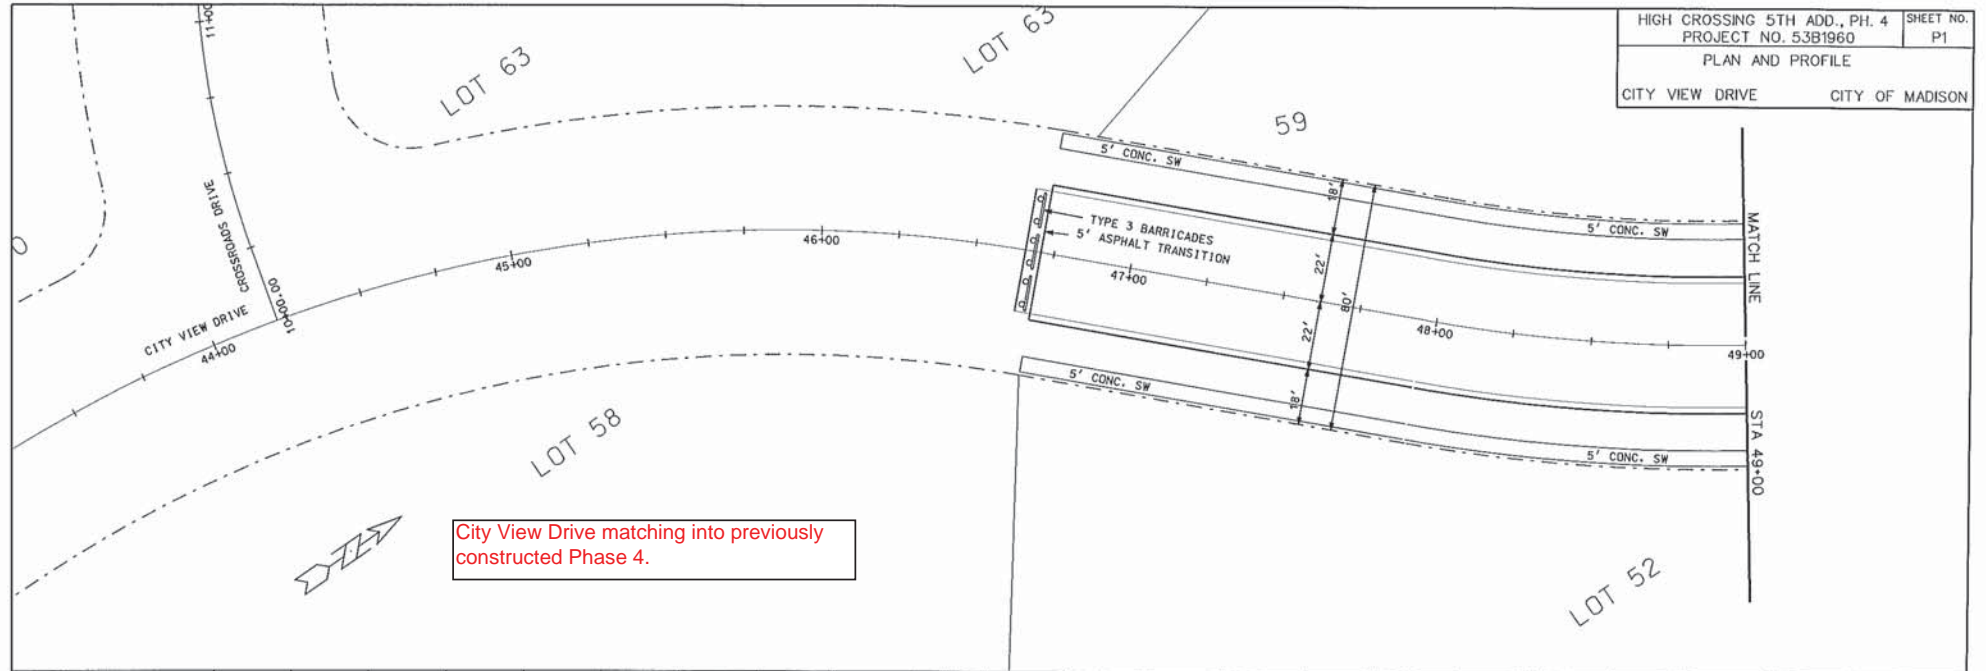 HIGH CROSSING 5TH ADD., PH. 4
PROJECT NO. 53B1960
SHEET NO.
P1
PLAN AND PROFILE
CITY VIEW DRIVE
CITY OF MADISON
11+00
LOT 63
LOT 63
59
5' CONC. SW
18'
5' CONC. SW
MATCH LINE
CROSSROADS DRIVE
TYPE 3 BARRICADES
5' ASPHALT TRANSITION
46+00
45+00
47+00
22'
80'
10+00.00
CITY VIEW DRIVE
44+00
22'
48+00
49+00
5' CONC. SW
18'
5' CONC. SW
STA 49+00
LOT 58
City View Drive matching into previously
constructed Phase 4.
LOT 52